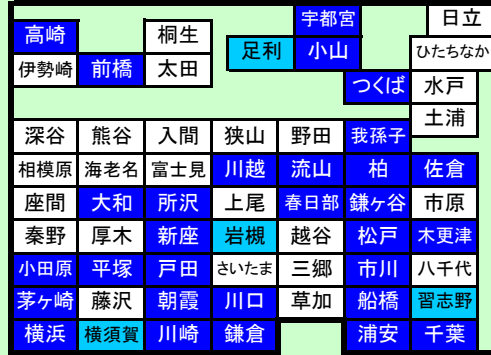 宇都宮 日立
高崎 桐生 足利 小山 ひたちなか
伊勢崎 前橋 太田
つくば 水戸
土浦
深谷 熊谷 入間 狭山 野田 我孫子
相模原 海老名 富士見 川越 流山 柏 佐倉
座間 大和 所沢 上尾 春日部 鎌ヶ谷 市原
秦野 厚木 新座 岩槻 越谷 松戸 木更津
小田原 平塚 戸田 さいたま 三郷 市川 八千代
茅ヶ崎 藤沢 朝霞 川口 草加 船橋 習志野
横浜 横須賀 川崎 鎌倉 浦安 千葉